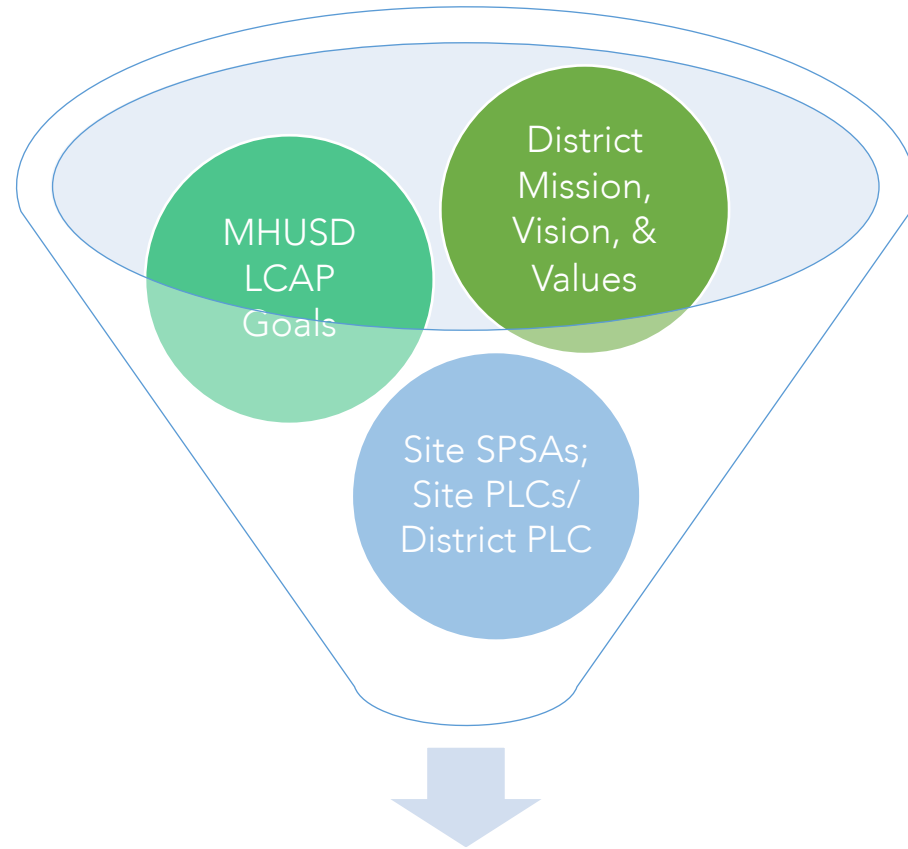 MHUSD
LCAP
Goals
District
Mission,
Vision, &
Values
Site SPSAs;
Site PLCs/
District PLC